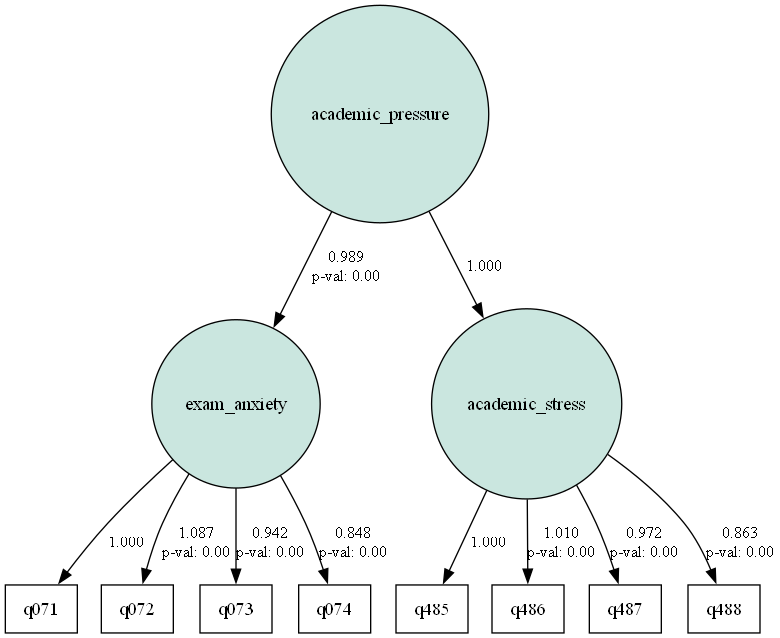 academic_pressure
0.989
p-val: 0.00
1.000
exam_anxiety
academic_stress
1.000
1.087
p-val: 0.00
0.942
p-val: 0.00
0.848
p-val: 0.00
1.000
1.010
p-val: 0.00
0.972
p-val: 0.00
0.863
p-val: 0.00
q071
q072
q073
q074
q485
q486
q487
q488